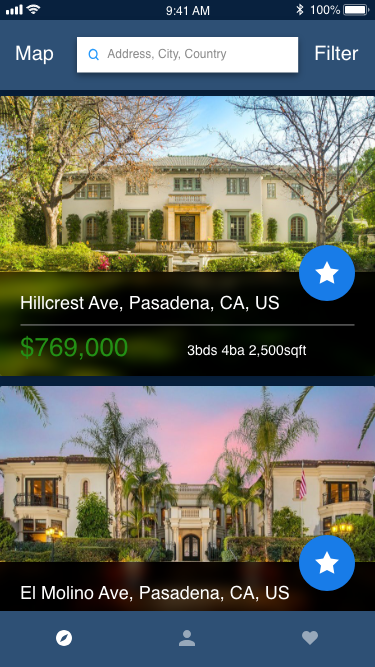 9:41 AM 100%
Map Address, City, Country Filter
Hillcrest Ave, Pasadena, CA, US
$769,000 3bds 4ba 2,500sqft
El Molino Ave, Pasadena, CA, US